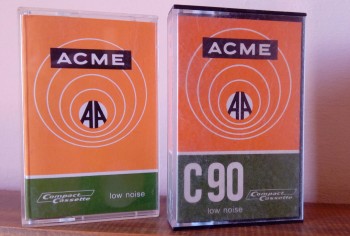 ACME
AA
Compact
Cassette
low noise
ACME
AA
C90
Compact
Cassette
low noise